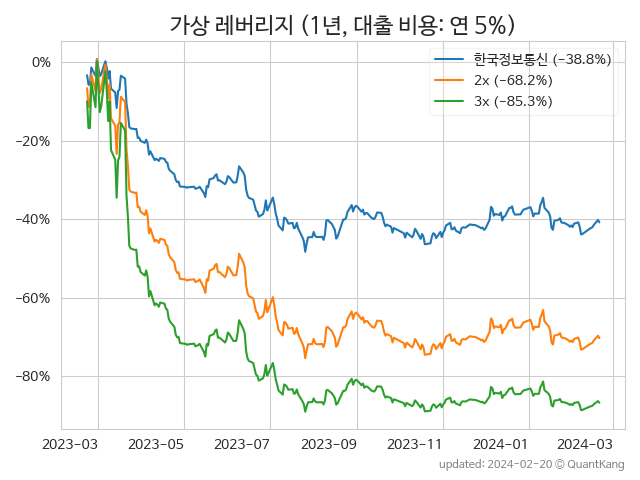 가상 레버리지 (1년, 대출 비용: 연 5%)
한국정보통신 (−38.8%)
2x (−68.2%)
3x (−85.3%)
0%
−20%
−40%
−60%
−80%
2023-03 2023-05 2023-07 2023-09 2023-11 2024-01 2024-03
updated: 2024-02-20 © QuantKang